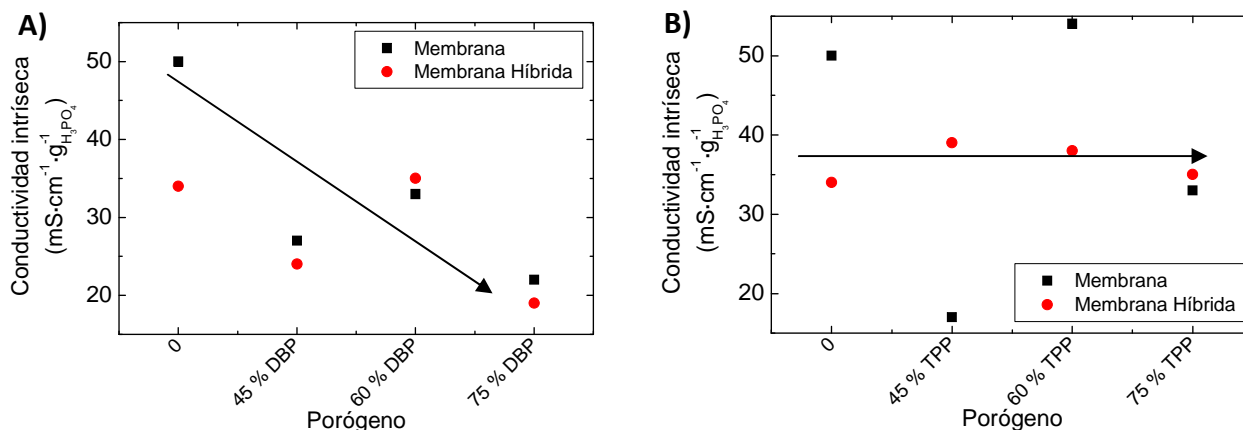 A)
Conductividad intríseca
(mS·cm⁻¹·g⁻¹H₃PO₄)
50
40
30
20
Membrana
Membrana Híbrida
0
45 % DBP
60 % DBP
75 % DBP
Porógeno
B)
Conductividad intríseca
(mS·cm⁻¹·g⁻¹H₃PO₄)
50
40
30
20
Membrana
Membrana Híbrida
0
45 % TPP
60 % TPP
75 % TPP
Porógeno